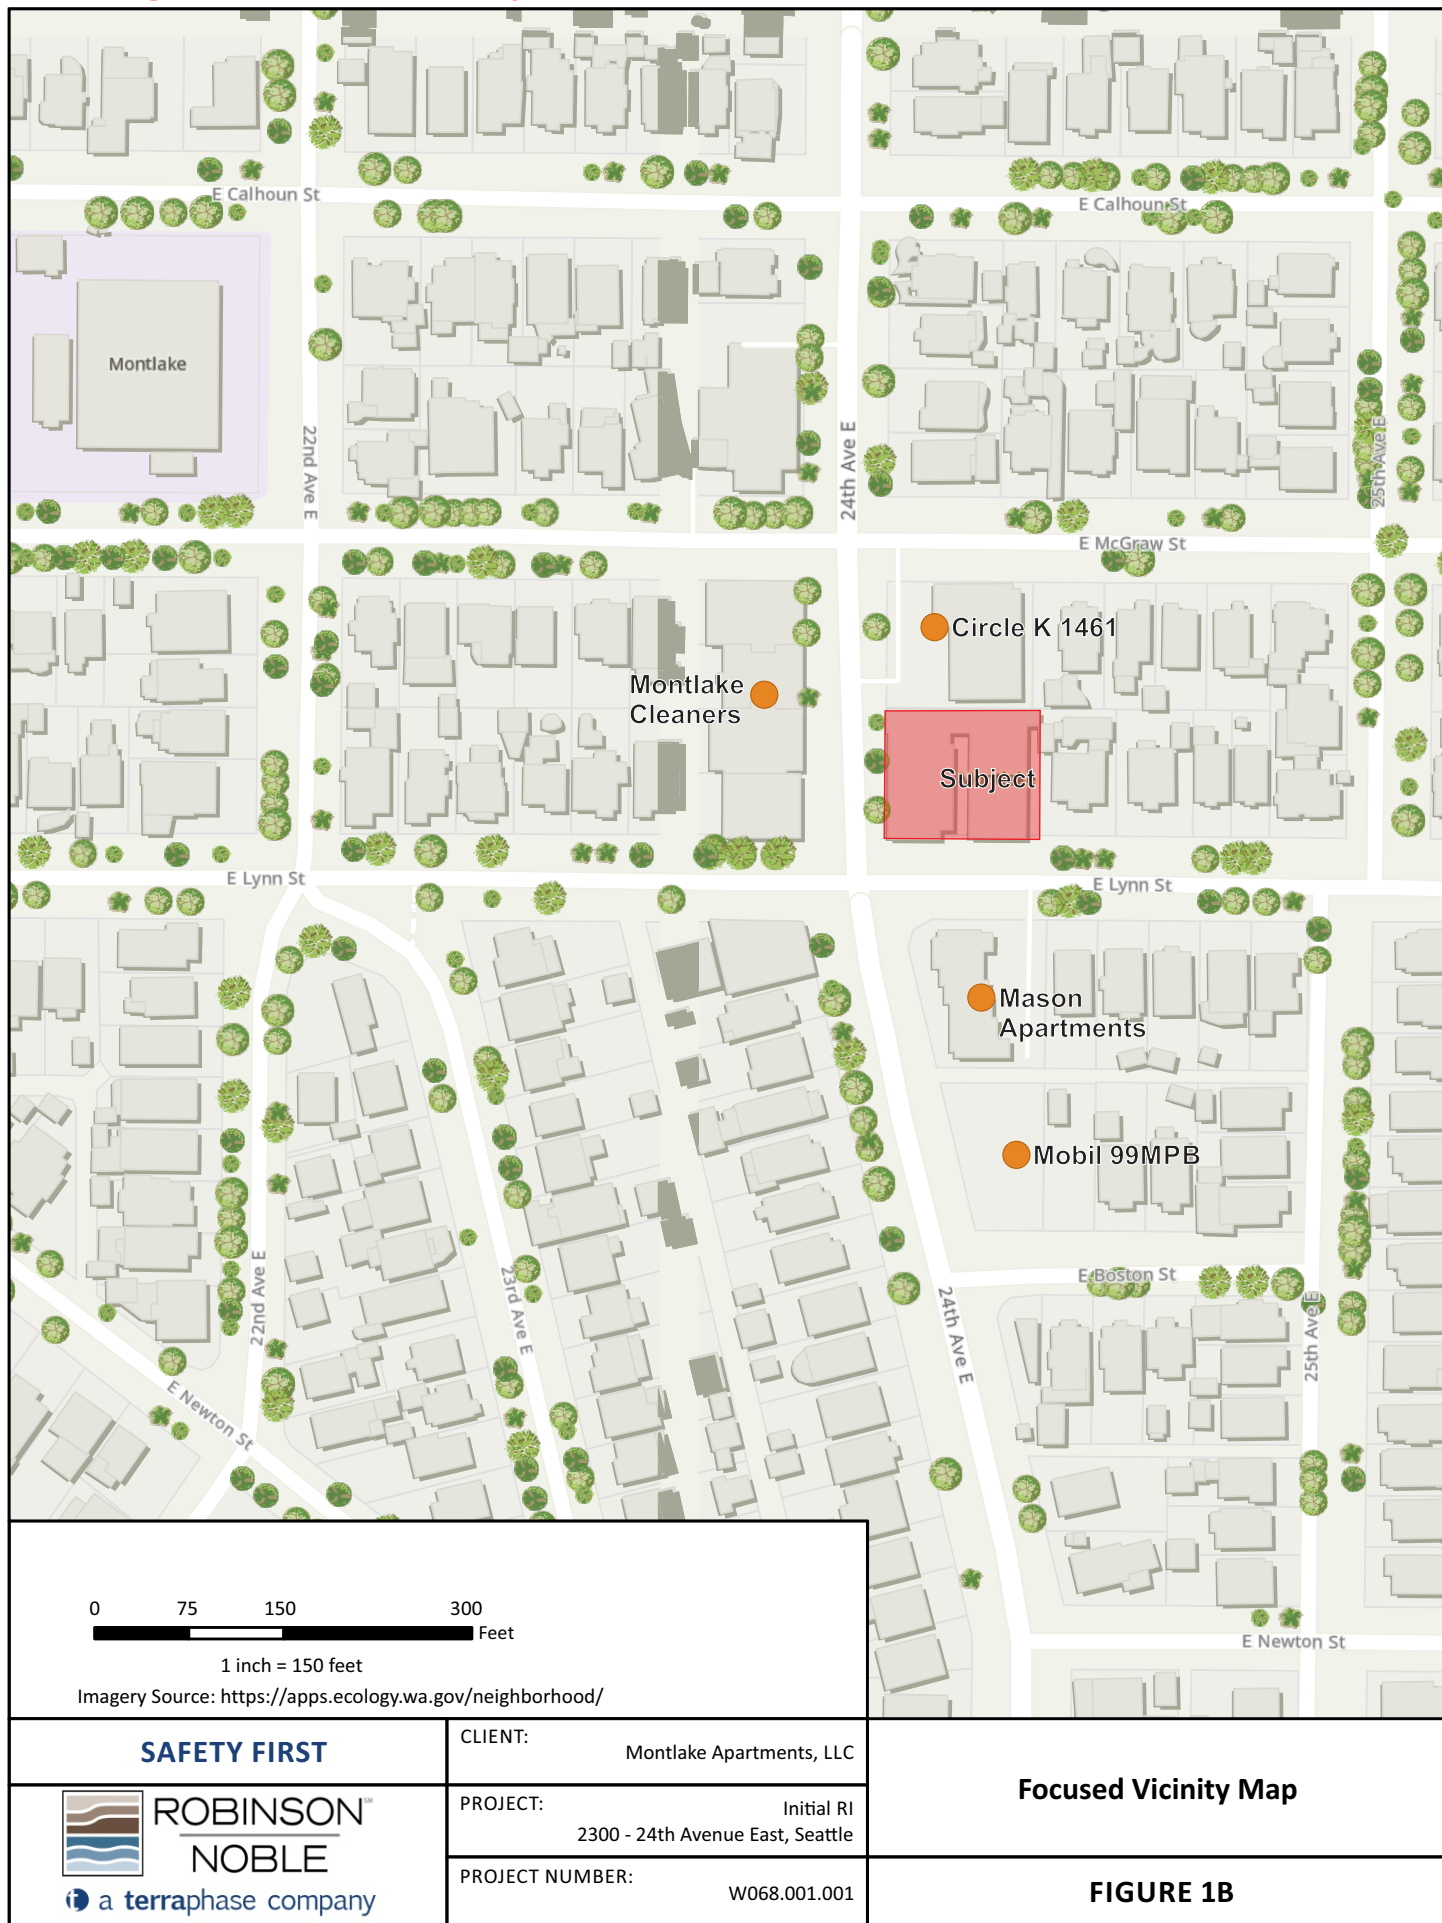 E Calhoun St
E Calhoun St
Montlake
22nd Ave E
24th Ave E
25th Ave E
E McGraw St
Circle K 1461
Montlake
Cleaners
Subject
E Lynn St
E Lynn St
Mason
Apartments
Mobil 99MPB
22nd Ave E
23rd Ave E
E Boston St
24th Ave E
25th Ave E
E Newton St
E Newton St
0 75 150 300
Feet
1 inch = 150 feet
Imagery Source: https://apps.ecology.wa.gov/neighborhood/
SAFETY FIRST
ROBINSON℠
NOBLE
a terraphase company
CLIENT:
Montlake Apartments, LLC
PROJECT:
Initial RI
2300 - 24th Avenue East, Seattle
PROJECT NUMBER:
W068.001.001
Focused Vicinity Map
FIGURE 1B